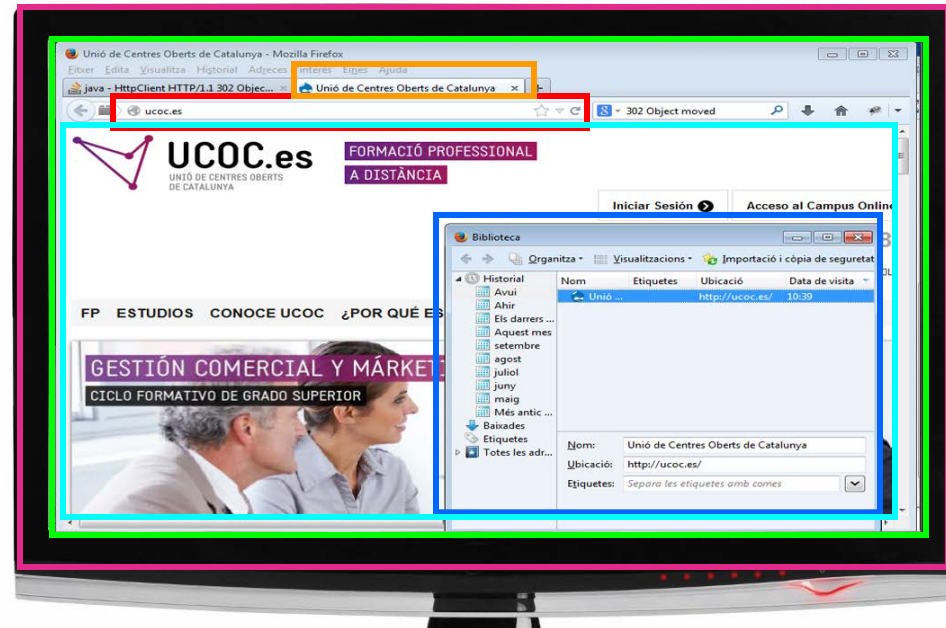 Unió de Centres Oberts de Catalunya - Mozilla Firefox
Fitxer Edita Visualitza Historial Adreces Ajuda
java - HttpClient HTTP/1.1 302 Objec...
Unió de Centres Oberts de Catalunya
ucoc.es
302 Object moved
UCOC.es
UNIÓ DE CENTRES OBERTS
DE CATALUNYA
FORMACIÓ PROFESSIONAL
A DISTÀNCIA
Iniciar Sesión
Acceso al Campus Online
FP ESTUDIOS CONOCE UCOC ¿POR QUÉ ES
GESTIÓN COMERCIAL Y MÁRKETI
CICLO FORMATIVO DE GRADO SUPERIOR
Biblioteca
Organitza
Visualitzacions
Importació i còpia de seguretat
Historial
Avui
Ahir
Els darrers ...
Aquest mes
setembre
agost
juliol
juny
maig
Més antic ...
Baixades
Etiquetes
Totes les adr...
Nom Etiquetes Ubicació Data de visita
Unió ... http://ucoc.es/ 10:39
Nom: Unió de Centres Oberts de Catalunya
Ubicació: http://ucoc.es/
Etiquetes: Separa les etiquetes amb comes